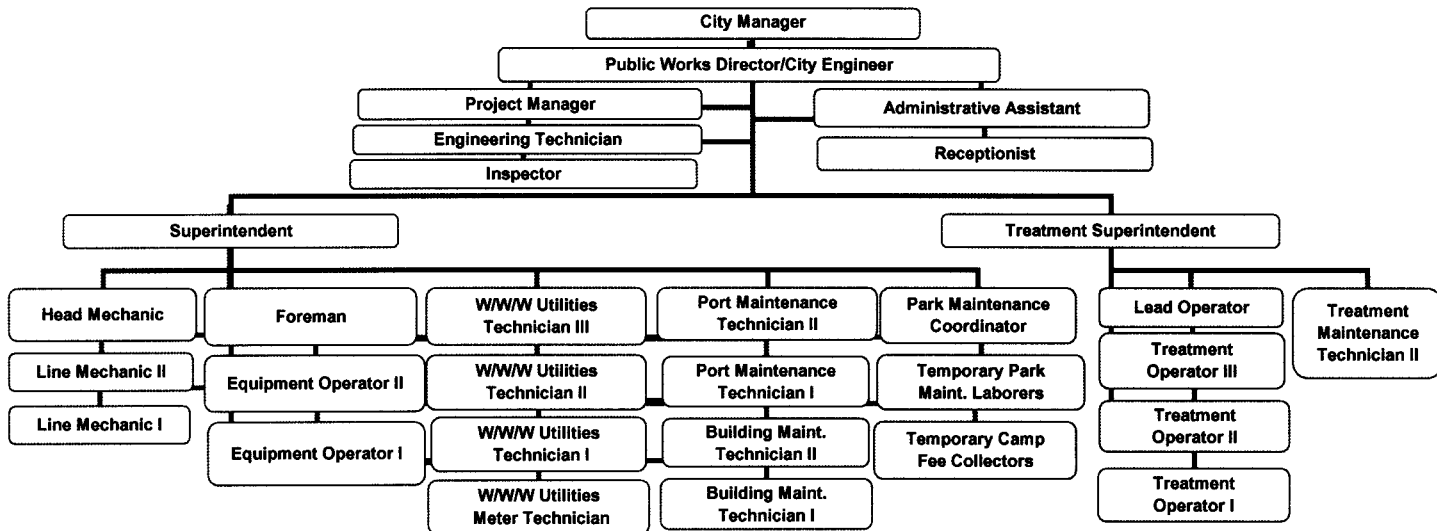 City Manager
Public Works Director/City Engineer
Project Manager
Administrative Assistant
Engineering Technician
Receptionist
Inspector
Superintendent
Treatment Superintendent
Head Mechanic
Line Mechanic II
Line Mechanic I
Foreman
Equipment Operator II
Equipment Operator I
W/W/W Utilities
Technician III
W/W/W Utilities
Technician II
W/W/W Utilities
Technician I
W/W/W Utilities
Meter Technician
Port Maintenance
Technician II
Port Maintenance
Technician I
Building Maint.
Technician II
Building Maint.
Technician I
Park Maintenance
Coordinator
Temporary Park
Maint. Laborers
Temporary Camp
Fee Collectors
Lead Operator
Treatment
Operator III
Treatment
Operator II
Treatment
Operator I
Treatment
Maintenance
Technician II